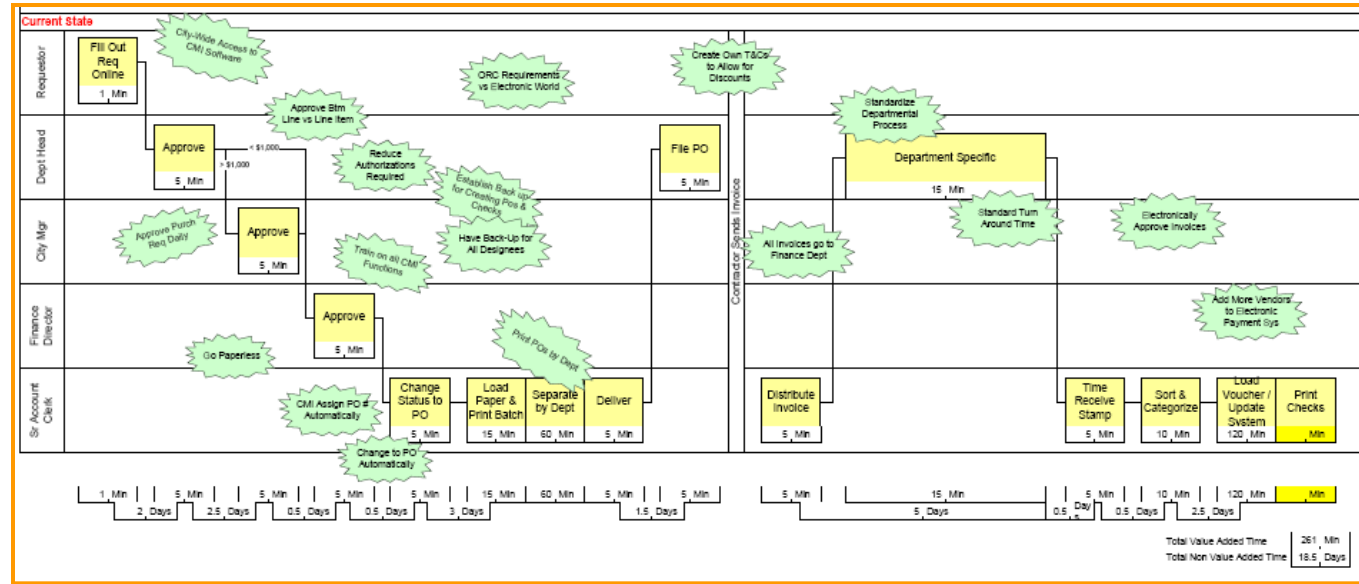 Current State
Requestor
Fill Out
Req
Online
1 Min
City-Wide Access to
CMI Software
ORC Requirements
vs Electronic World
Create Own T&Cs
to Allow for
Discounts
Approve Btm
Line vs Line Item
Standardize
Departmental
Process
Dept Head
Approve
5 Min
< $1,000
> $1,000
Reduce
Authorizations
Required
Establish Back up
for Creating Pos &
Checks
File PO
5 Min
Department Specific
15 Min
City Mgr
Approve Purch
Req Daily
Approve
5 Min
Train on all CMI
Functions
Have Back-Up for
All Designees
Contractor Sends Invoice
All Invoices go to
Finance Dept
Standard Turn
Around Time
Electronically
Approve Invoices
Finance
Director
Go Paperless
Approve
5 Min
Print POs by Dept
Add More Vendors
to Electronic
Payment Sys
Sr Account
Clerk
CMI Assign PO #
Automatically
Change to PO
Automatically
Change
Status to
PO
5 Min
Load
Paper &
Print Batch
15 Min
Separate
by Dept
60 Min
Deliver
5 Min
Distribute
Invoice
5 Min
Time
Receive
Stamp
5 Min
Sort &
Categorize
10 Min
Load
Voucher /
Update
System
120 Min
Print
Checks
Min
1 Min 5 Min 5 Min 5 Min 5 Min 15 Min 60 Min 5 Min 5 Min 5 Min 15 Min 5 Min 10 Min 120 Min Min
2 Days 2.5 Days 0.5 Days 0.5 Days 3 Days 1.5 Days 5 Days 0.5 Days 0.5 Days 2.5 Days
Total Value Added Time 261 Min
Total Non Value Added Time 18.5 Days